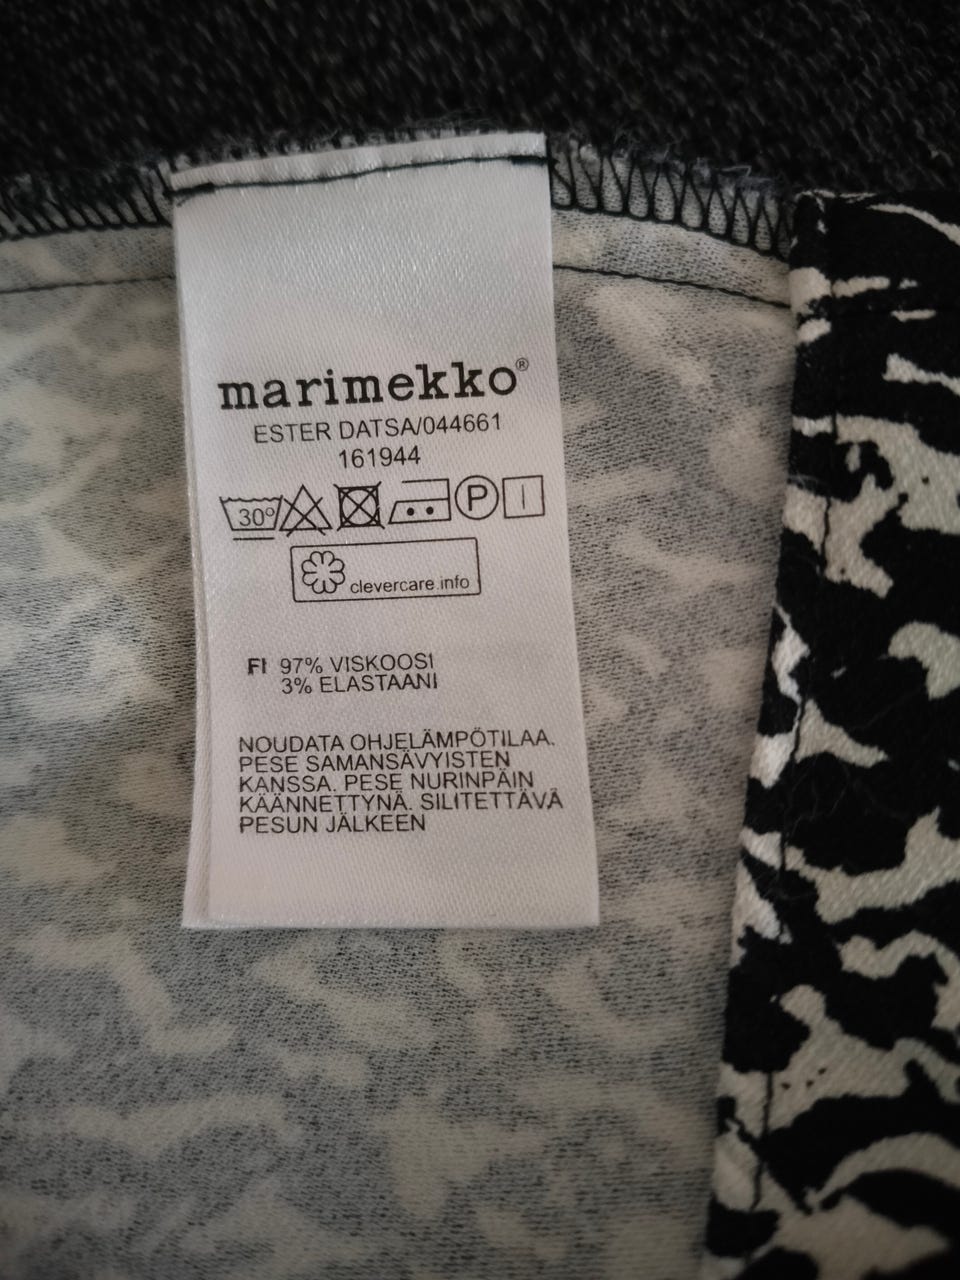 marimekko®
ESTER DATSA/044661
161944
30° P
clevercare.info
FI 97% VISKOOSI
3% ELASTAANI
NOUDATA OHJELÄMPÖTILAA.
PESE SAMANSÄVYISTEN
KANSSA. PESE NURINPÄIN
KÄÄNNETTYNÄ. SILITETTÄVÄ
PESUN JÄLKEEN